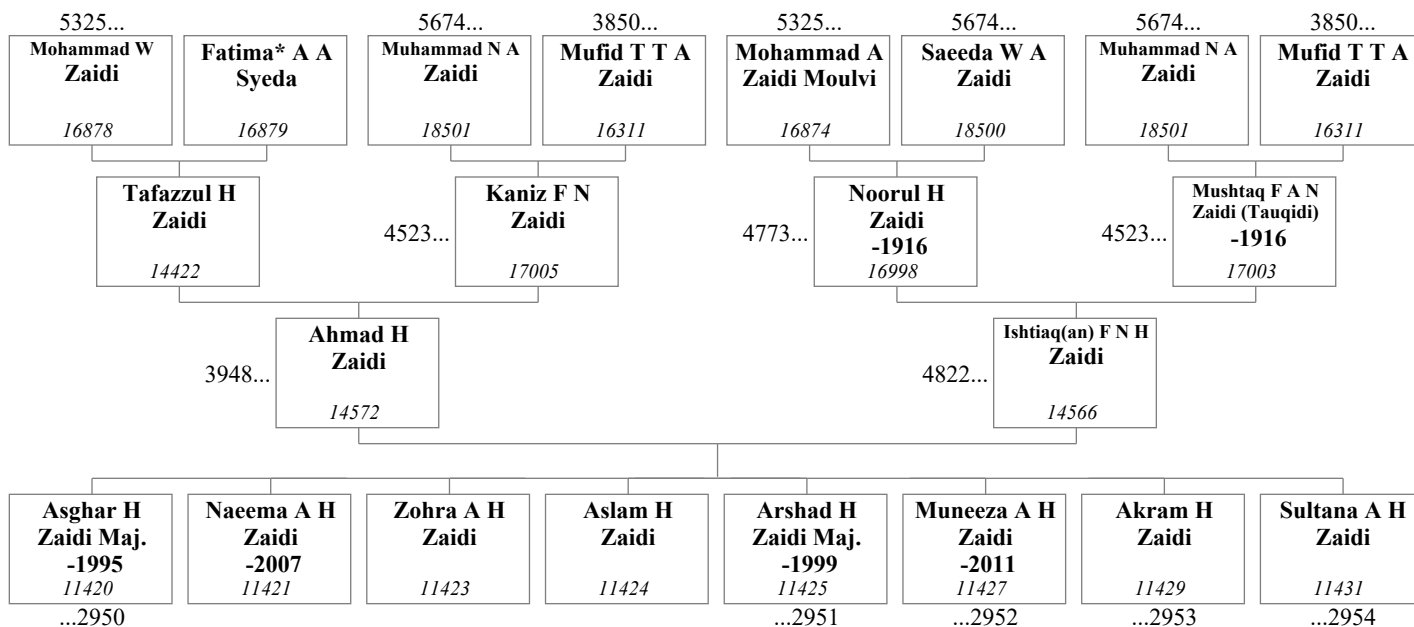 5325...
5674...
3850...
5325...
5674...
5674...
3850...
Mohammad W
Zaidi
16878
Fatima* A A
Syeda
16879
Muhammad N A
Zaidi
18501
Mufid T T A
Zaidi
16311
Mohammad A
Zaidi Moulvi
16874
Saeeda W A
Zaidi
18500
Muhammad N A
Zaidi
18501
Mufid T T A
Zaidi
16311
Tafazzul H
Zaidi
14422
4523...
Kaniz F N
Zaidi
17005
4773...
Noorul H
Zaidi
-1916
16998
4523...
Mushtaq F A N
Zaidi (Tauqidi)
-1916
17003
3948...
Ahmad H
Zaidi
14572
4822...
Ishtiaq(an) F N H
Zaidi
14566
Asghar H
Zaidi Maj.
-1995
11420
...2950
Naeema A H
Zaidi
-2007
11421
Zohra A H
Zaidi
11423
Aslam H
Zaidi
11424
Arshad H
Zaidi Maj.
-1999
11425
...2951
Muneeza A H
Zaidi
-2011
11427
...2952
Akram H
Zaidi
11429
...2953
Sultana A H
Zaidi
11431
...2954